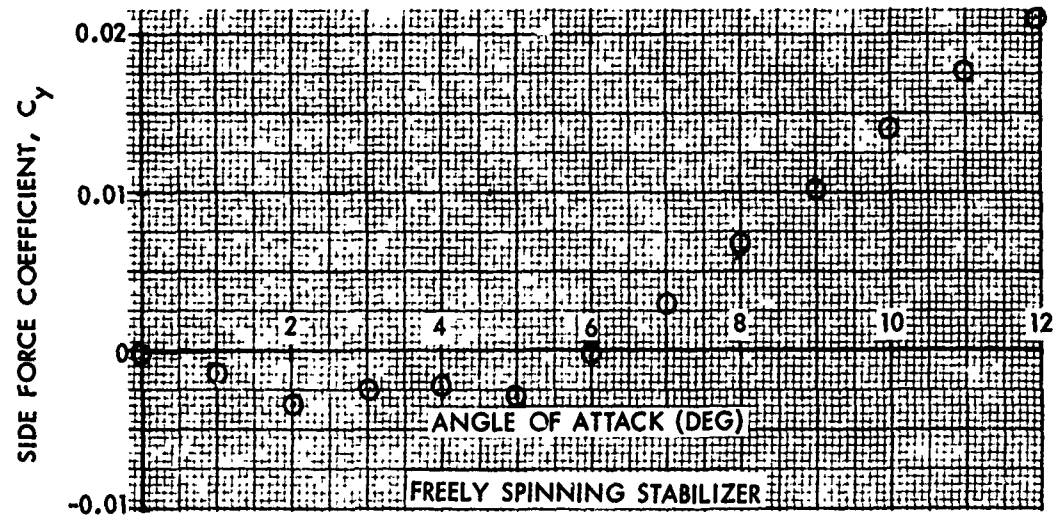 SIDE FORCE COEFFICIENT, Cy
0.02
0.01
0
-0.01
2 4 6 8 10 12
ANGLE OF ATTACK (DEG)
FREELY SPINNING STABILIZER